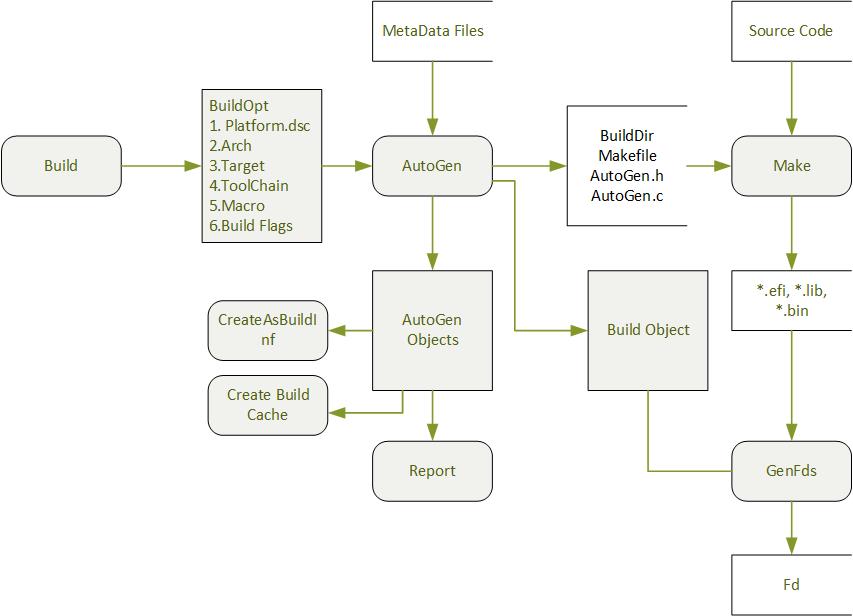 MetaData Files
Source Code
Build
BuildOpt
1. Platform.dsc
2.Arch
3.Target
4.ToolChain
5.Macro
6.Build Flags
AutoGen
BuildDir
Makefile
AutoGen.h
AutoGen.c
Make
CreateAsBuildI
nf
AutoGen
Objects
Build Object
*.efi, *.lib,
*.bin
Create Build
Cache
Report
GenFds
Fd